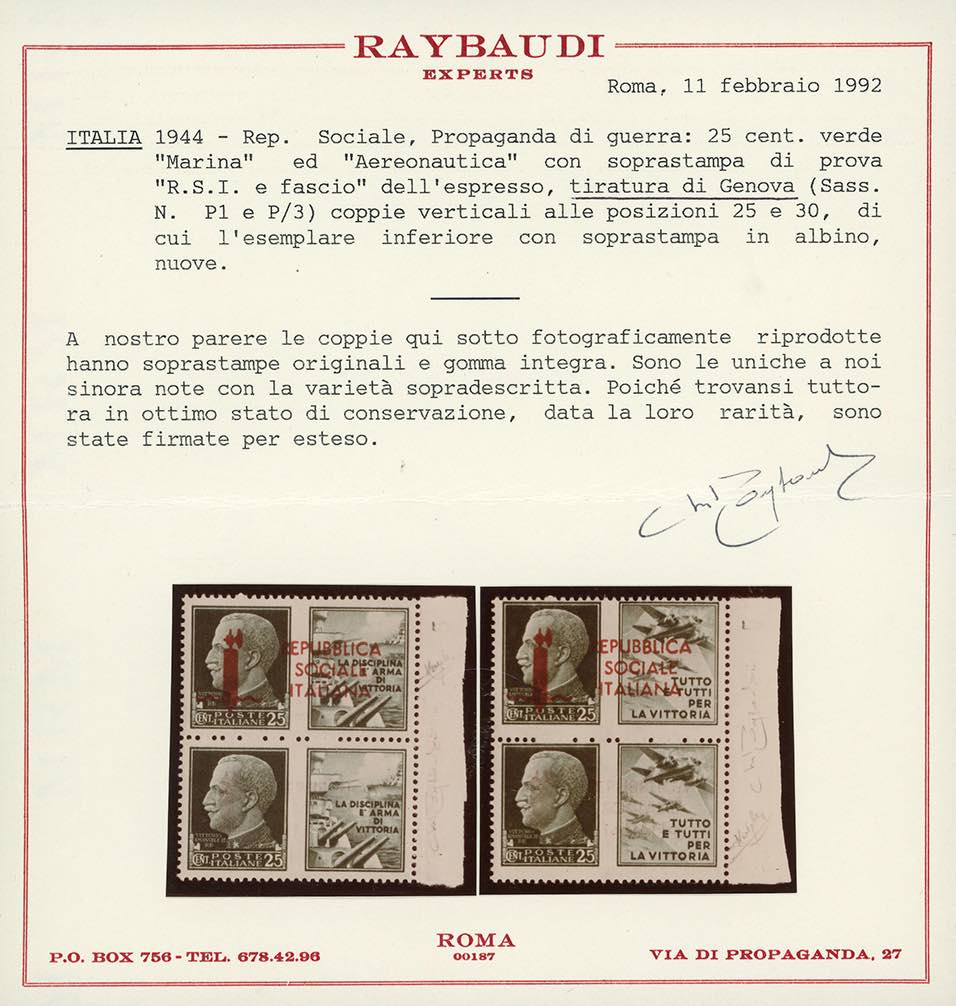 RAYBAUDI
EXPERTS
Roma, 11 febbraio 1992
ITALIA 1944 - Rep. Sociale, Propaganda di guerra: 25 cent. verde
"Marina" ed "Aereonautica" con soprastampa di prova
"R.S.I. e fascio" dell'espresso, tiratura di Genova (Sass.
N. P1 e P/3) coppie verticali alle posizioni 25 e 30, di
cui l'esemplare inferiore con soprastampa in albino,
nuove.
A nostro parere le coppie qui sotto fotograficamente riprodotte
hanno soprastampe originali e gomma integra. Sono le uniche a noi
sinora note con la varietà sopradescritta. Poiché trovansi tutto-
ra in ottimo stato di conservazione, data la loro rarità, sono
state firmate per esteso.
REPUBBLICA
SOCIALE
ITALIANA
LA DISCIPLINA
E' ARMA
DI
VITTORIA
CENT. POSTE ITALIANE 25
REPUBBLICA
SOCIALE
ITALIANA
TUTTO
E TUTTI
PER
LA VITTORIA
CENT. POSTE ITALIANE 25
LA DISCIPLINA
E' ARMA
DI
VITTORIA
CENT. POSTE ITALIANE 25
TUTTO
E TUTTI
PER
LA VITTORIA
CENT. POSTE ITALIANE 25
P.O. BOX 756 - TEL. 678.42.96
ROMA
00187
VIA DI PROPAGANDA, 27